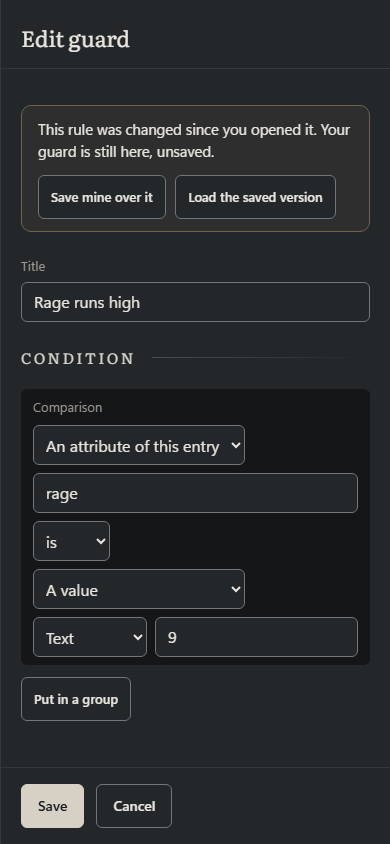 Edit guard
This rule was changed since you opened it. Your
guard is still here, unsaved.
Save mine over it
Load the saved version
Title
Rage runs high
CONDITION
Comparison
An attribute of this entry
rage
is
A value
Text
9
Put in a group
Save
Cancel